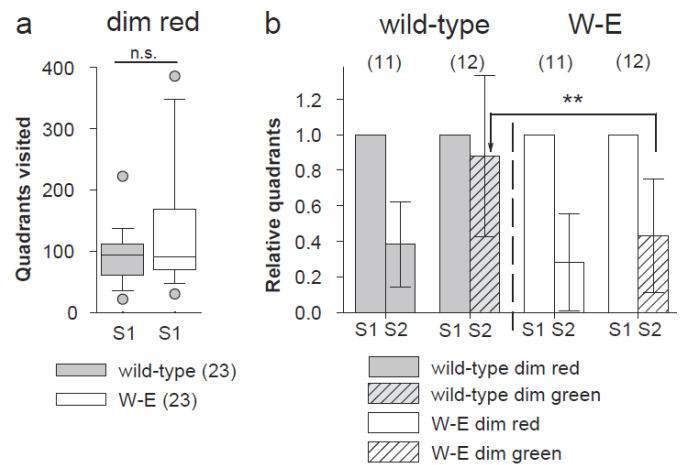 a
dim red
n.s.
Quadrants visited
400
300
200
100
0
S1 S1
wild-type (23)
W-E (23)
b
wild-type W-E
(11) (12) (11) (12)
**
Relative quadrants
1.2
1.0
0.8
0.6
0.4
0.2
0.0
S1 S2 S1 S2 S1 S2 S1 S2
wild-type dim red
wild-type dim green
W-E dim red
W-E dim green